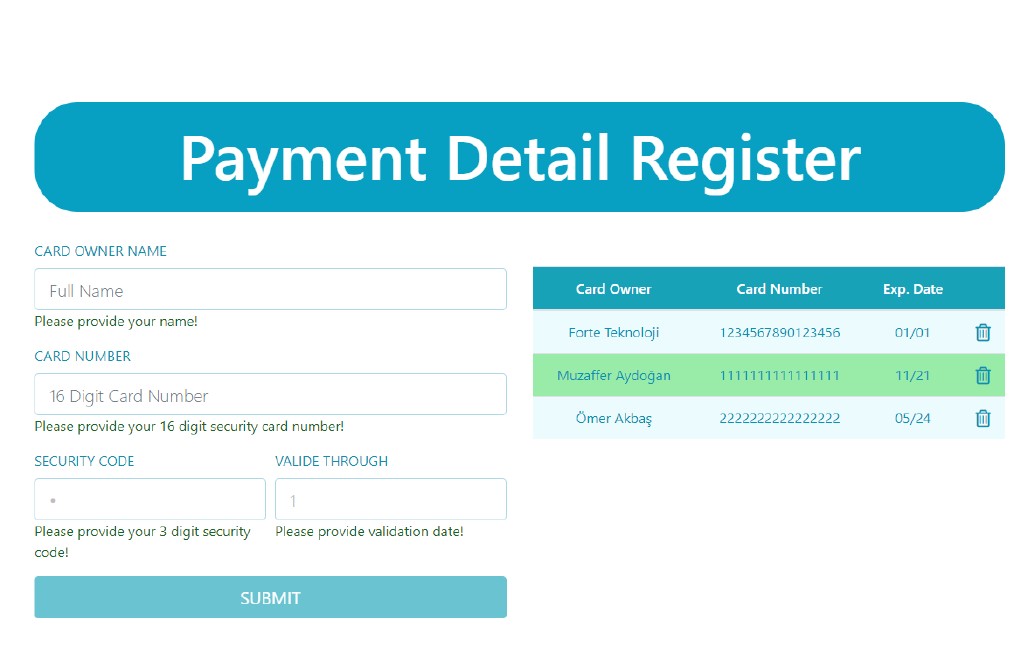 Payment Detail Register
CARD OWNER NAME
Full Name
Please provide your name!
CARD NUMBER
16 Digit Card Number
Please provide your 16 digit security card number!
SECURITY CODE VALIDE THROUGH
• 1
Please provide your 3 digit security Please provide validation date!
code!
SUBMIT
Card Owner Card Number Exp. Date
Forte Teknoloji 1234567890123456 01/01
Muzaffer Aydoğan 1111111111111111 11/21
Ömer Akbaş 2222222222222222 05/24